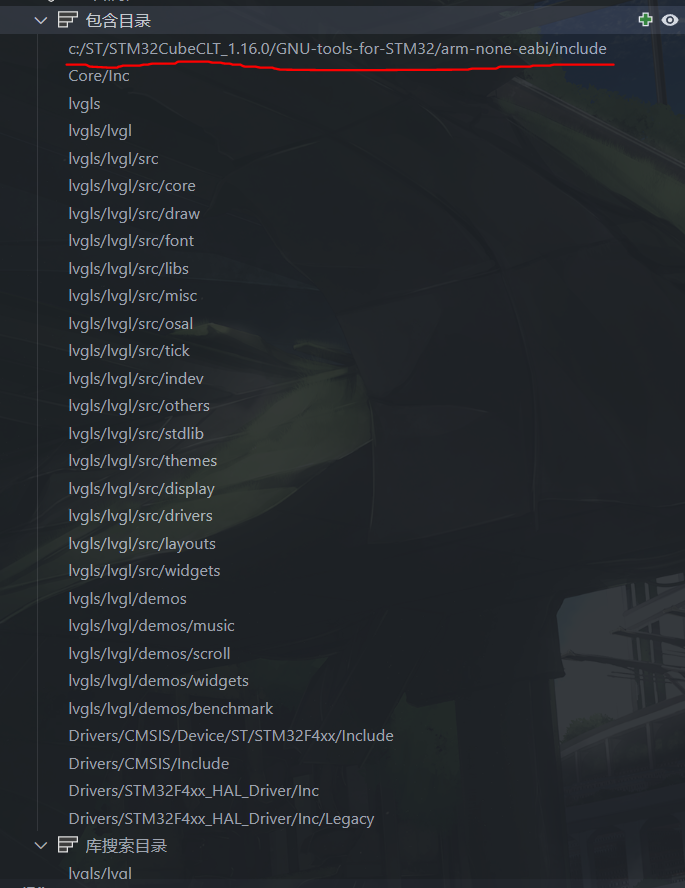 包含目录
c:/ST/STM32CubeCLT_1.16.0/GNU-tools-for-STM32/arm-none-eabi/include
Core/Inc
lvgls
lvgls/lvgl
lvgls/lvgl/src
lvgls/lvgl/src/core
lvgls/lvgl/src/draw
lvgls/lvgl/src/font
lvgls/lvgl/src/libs
lvgls/lvgl/src/misc
lvgls/lvgl/src/osal
lvgls/lvgl/src/tick
lvgls/lvgl/src/indev
lvgls/lvgl/src/others
lvgls/lvgl/src/stdlib
lvgls/lvgl/src/themes
lvgls/lvgl/src/display
lvgls/lvgl/src/drivers
lvgls/lvgl/src/layouts
lvgls/lvgl/src/widgets
lvgls/lvgl/demos
lvgls/lvgl/demos/music
lvgls/lvgl/demos/scroll
lvgls/lvgl/demos/widgets
lvgls/lvgl/demos/benchmark
Drivers/CMSIS/Device/ST/STM32F4xx/Include
Drivers/CMSIS/Include
Drivers/STM32F4xx_HAL_Driver/Inc
Drivers/STM32F4xx_HAL_Driver/Inc/Legacy
库搜索目录
lvgls/lvgl